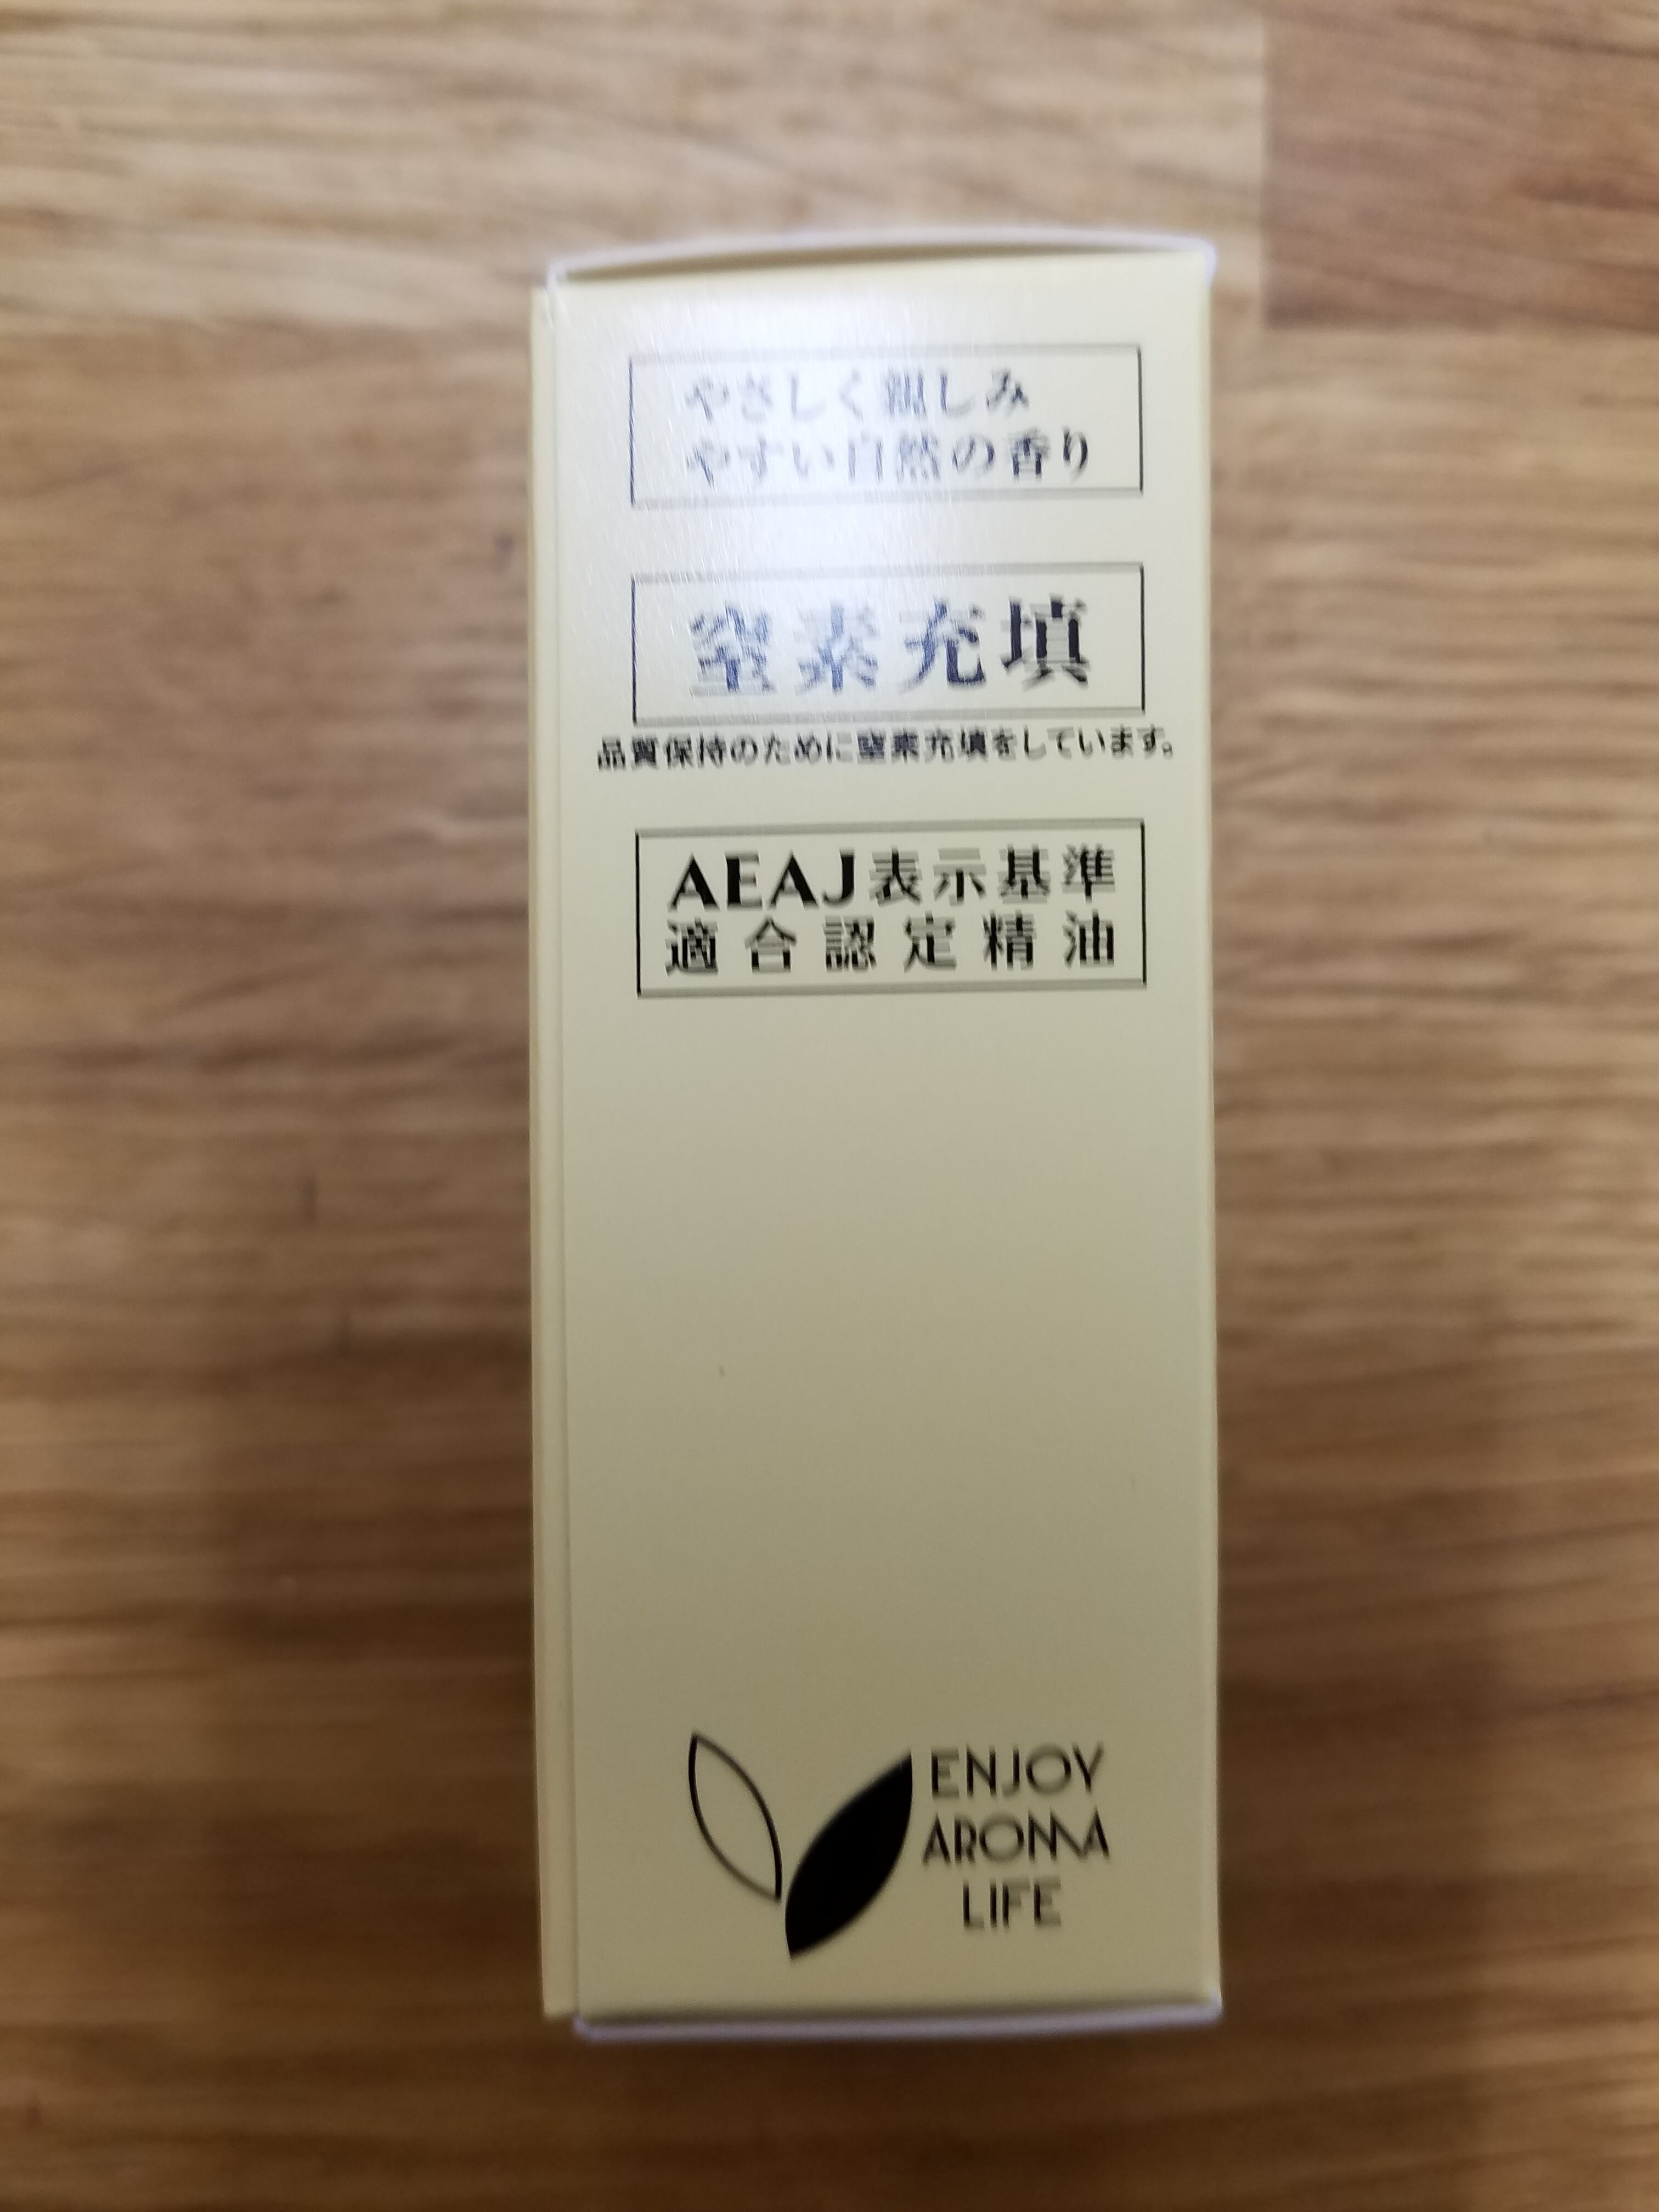 やさしく親しみ
やすい自然の香り
窒素充填
品質保持のために窒素充填をしています。
AEAJ表示基準
適合認定精油
ENJOY
AROMA
LIFE